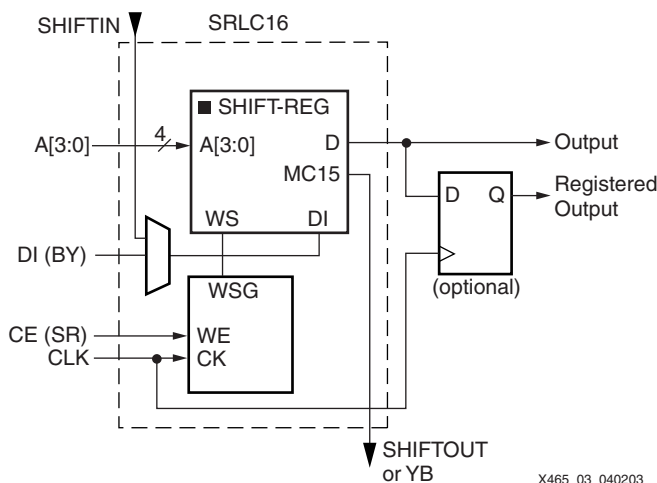 SHIFTIN
SRLC16
SHIFT-REG
A[3:0]
4
A[3:0]
D
Output
MC15
D Q
Registered
Output
WS
DI
DI (BY)
(optional)
WSG
CE (SR)
WE
CLK
CK
SHIFTOUT
or YB
X465_03_040203